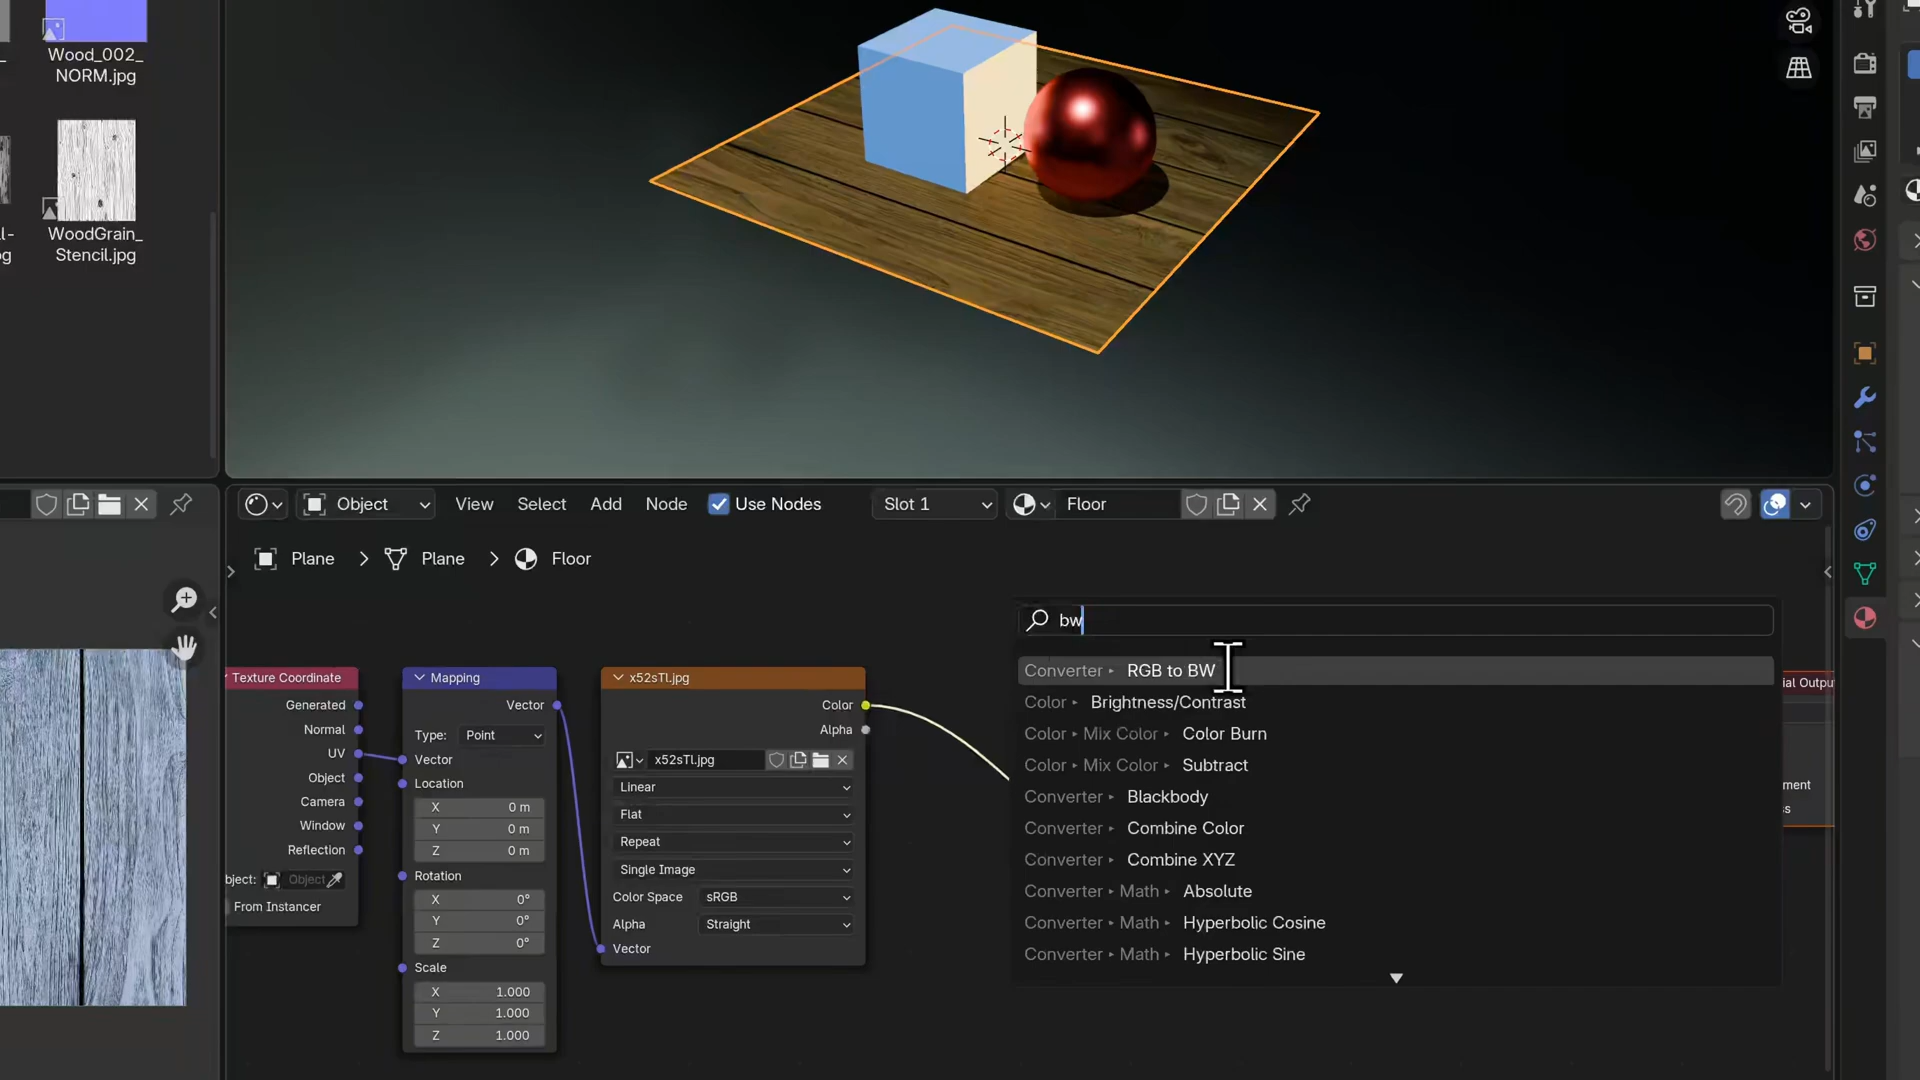 Wood_002_
NORM.jpg
WoodGrain_
Stencil.jpg
Object
View
Select
Add
Node
Use Nodes
Slot 1
Floor
Plane
Plane
Floor
bw
Converter ▸ RGB to BW
Color ▸ Brightness/Contrast
Color ▸ Mix Color ▸ Color Burn
Color ▸ Mix Color ▸ Subtract
Converter ▸ Blackbody
Converter ▸ Combine Color
Converter ▸ Combine XYZ
Converter ▸ Math ▸ Absolute
Converter ▸ Math ▸ Hyperbolic Cosine
Converter ▸ Math ▸ Hyperbolic Sine
Texture Coordinate
Generated
Normal
UV
Object
Camera
Window
Reflection
bject:
Object
From Instancer
Mapping
Vector
Type: Point
Vector
Location
X 0 m
Y 0 m
Z 0 m
Rotation
X 0°
Y 0°
Z 0°
Scale
X 1.000
Y 1.000
Z 1.000
x52sTl.jpg
Color
Alpha
x52sTl.jpg
Linear
Flat
Repeat
Single Image
Color Space sRGB
Alpha Straight
Vector
ial Outpu